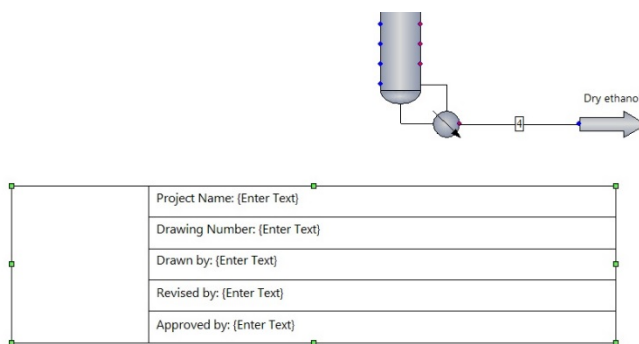 Dry ethano
4
Project Name: {Enter Text}
Drawing Number: {Enter Text}
Drawn by: {Enter Text}
Revised by: {Enter Text}
Approved by: {Enter Text}